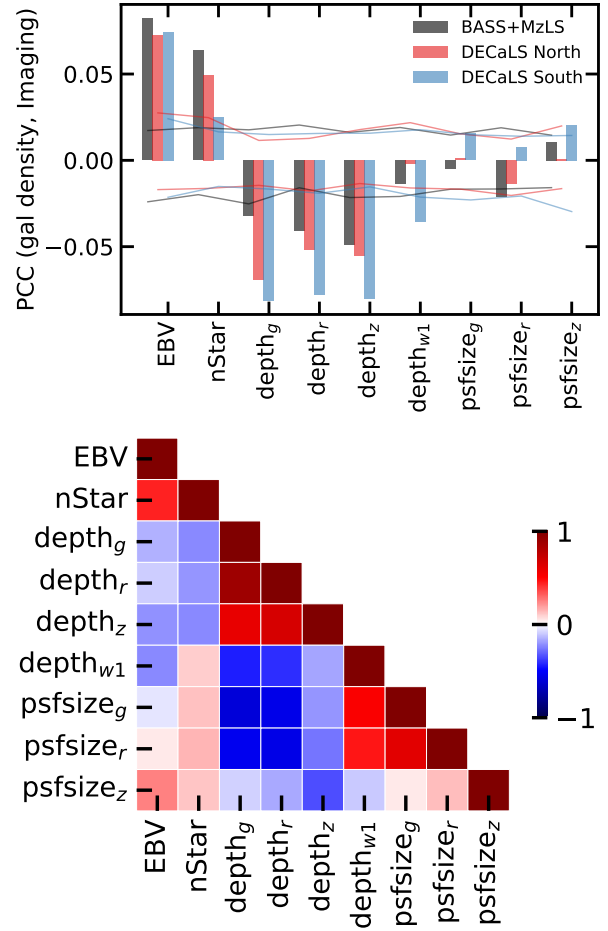 PCC (gal density, Imaging)
0.05
0.00
−0.05
BASS+MzLS
DECaLS North
DECaLS South
EBV
nStar
depth_g
depth_r
depth_z
depth_w1
psfsize_g
psfsize_r
psfsize_z
EBV
nStar
depth_g
depth_r
depth_z
depth_w1
psfsize_g
psfsize_r
psfsize_z
1
0
−1
EBV
nStar
depth_g
depth_r
depth_z
depth_w1
psfsize_g
psfsize_r
psfsize_z